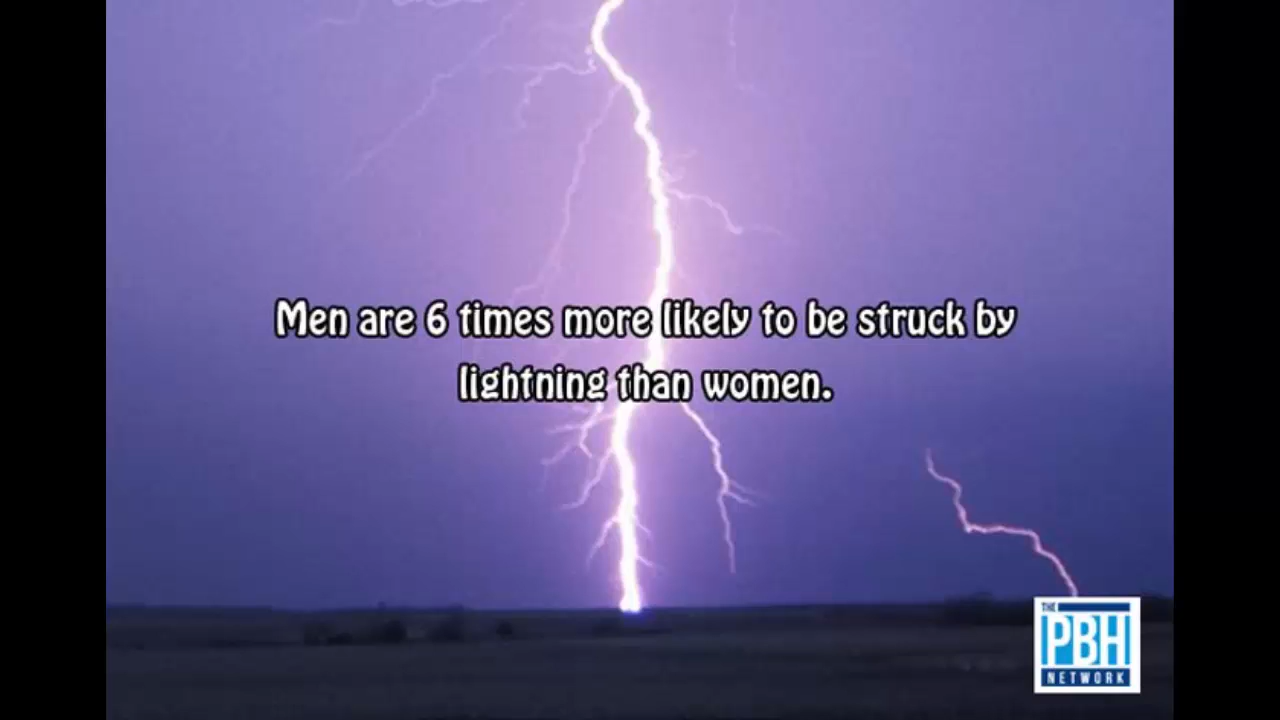 Men are 6 times more likely to be struck by
lightning than women.
THE
PBH
NETWORK